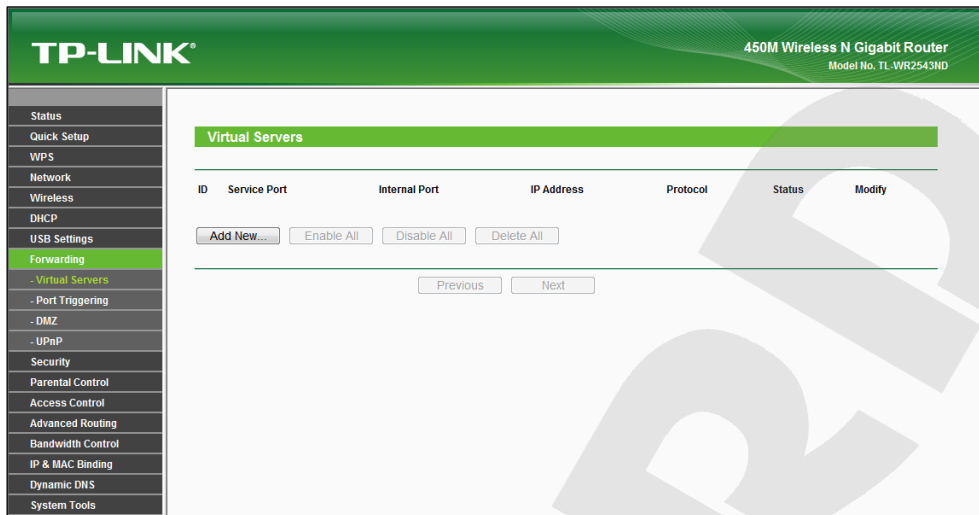 TP-LINK®
450M Wireless N Gigabit Router
Model No. TL-WR2543ND
Status
Quick Setup
WPS
Network
Wireless
DHCP
USB Settings
Forwarding
- Virtual Servers
- Port Triggering
- DMZ
- UPnP
Security
Parental Control
Access Control
Advanced Routing
Bandwidth Control
IP & MAC Binding
Dynamic DNS
System Tools
Virtual Servers
ID Service Port Internal Port IP Address Protocol Status Modify
Add New... Enable All Disable All Delete All
Previous Next